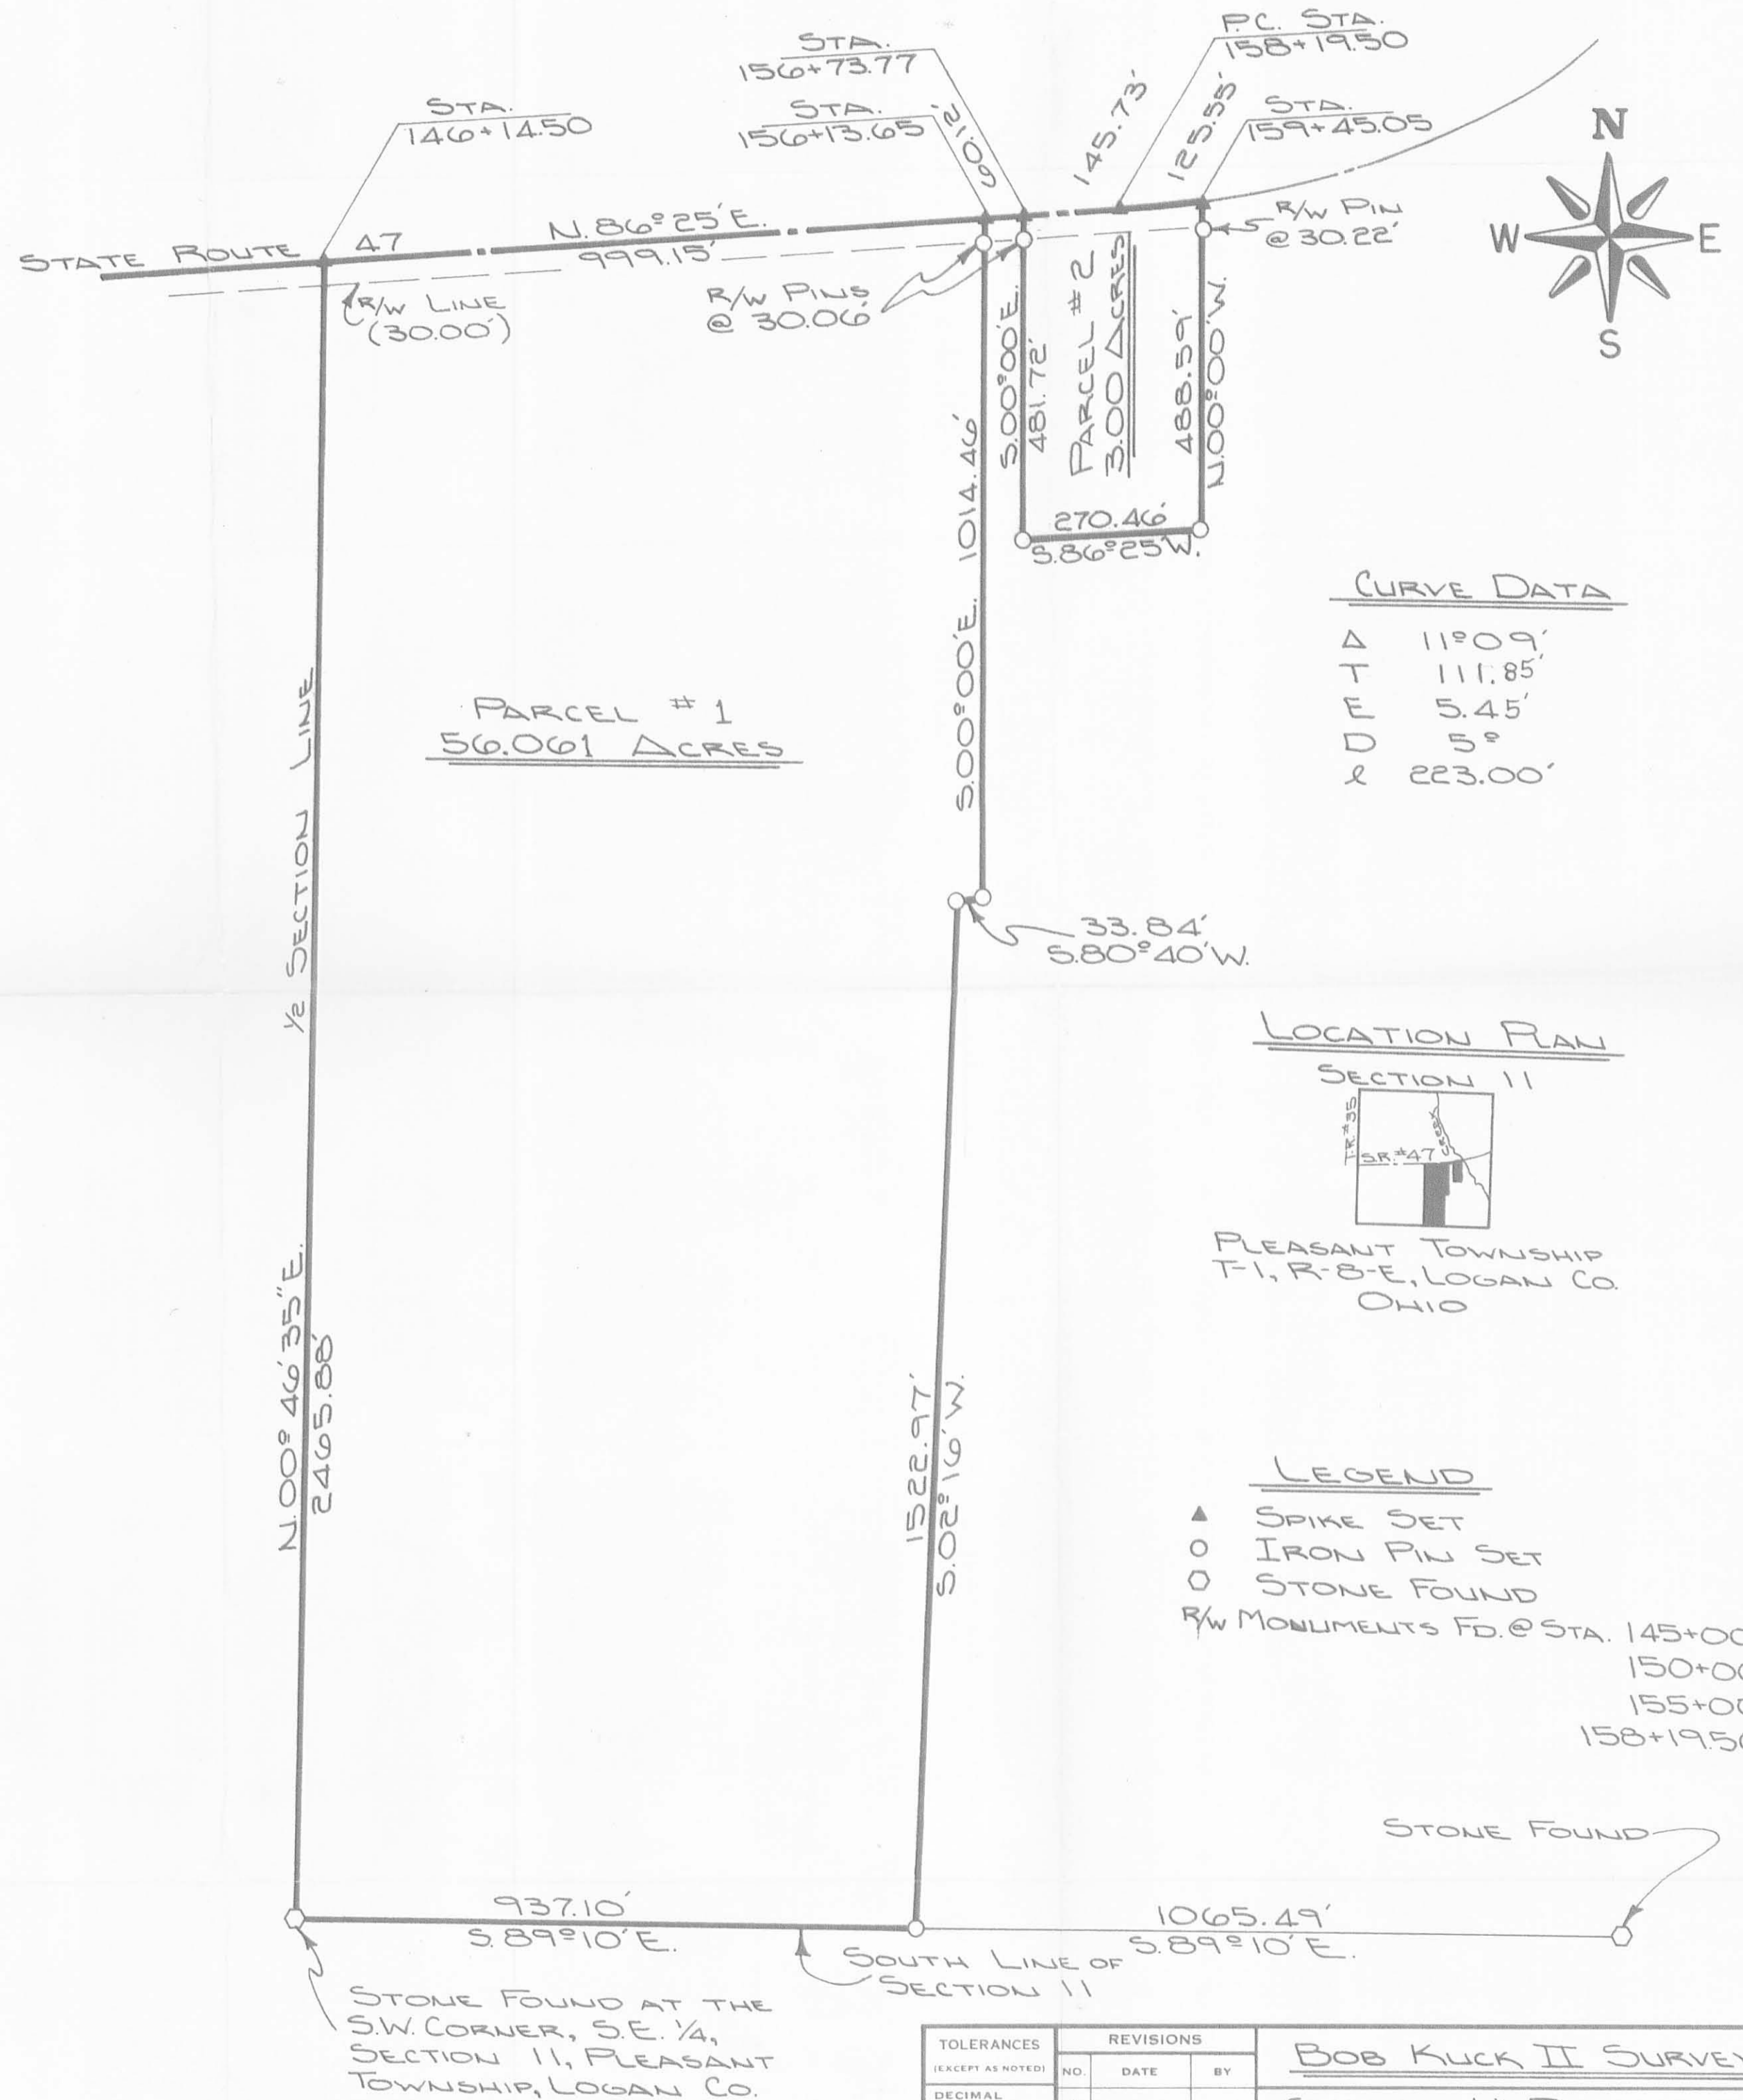 STA.
146+14.50
STA.
156+73.77
STA.
156+13.65
60.12'
145.73'
P.C. STA.
158+19.50
125.55'
STA.
159+45.05
N
W
E
S
STATE ROUTE 47
N.86°25'E.
999.15'
R/W LINE
(30.00')
R/W PINS
@ 30.06'
R/W PIN
@ 30.22'
S.00°00'E.
481.72'
PARCEL #2
3.00 ACRES
488.59'
N.00°00'W.
270.46'
S.86°25'W.
S.00°00'E. 1014.46'
CURVE DATA
Δ 11°09'
T 111.85'
E 5.45'
D 5°
ℓ 223.00'
PARCEL #1
56.061 ACRES
1/2 SECTION LINE
33.84'
S.80°40'W.
LOCATION PLAN
SECTION 11
T.R.#35
CREEK
S.R.#47
PLEASANT TOWNSHIP
T-1, R-8-E, LOGAN CO.
OHIO
N.00°46'35"E.
2465.88'
1522.97'
S.02°16'W.
LEGEND
SPIKE SET
IRON PIN SET
STONE FOUND
R/W MONUMENTS FD.@ STA. 145+00
150+00
155+00
158+19.50
STONE FOUND
937.10'
S.89°10'E.
1065.49'
S.89°10'E.
SOUTH LINE OF
SECTION 11
STONE FOUND AT THE
S.W. CORNER, S.E. 1/4,
SECTION 11, PLEASANT
TOWNSHIP, LOGAN CO.
TOLERANCES
(EXCEPT AS NOTED)
DECIMAL
REVISIONS
NO. DATE BY
BOB KUCK II SURVEY